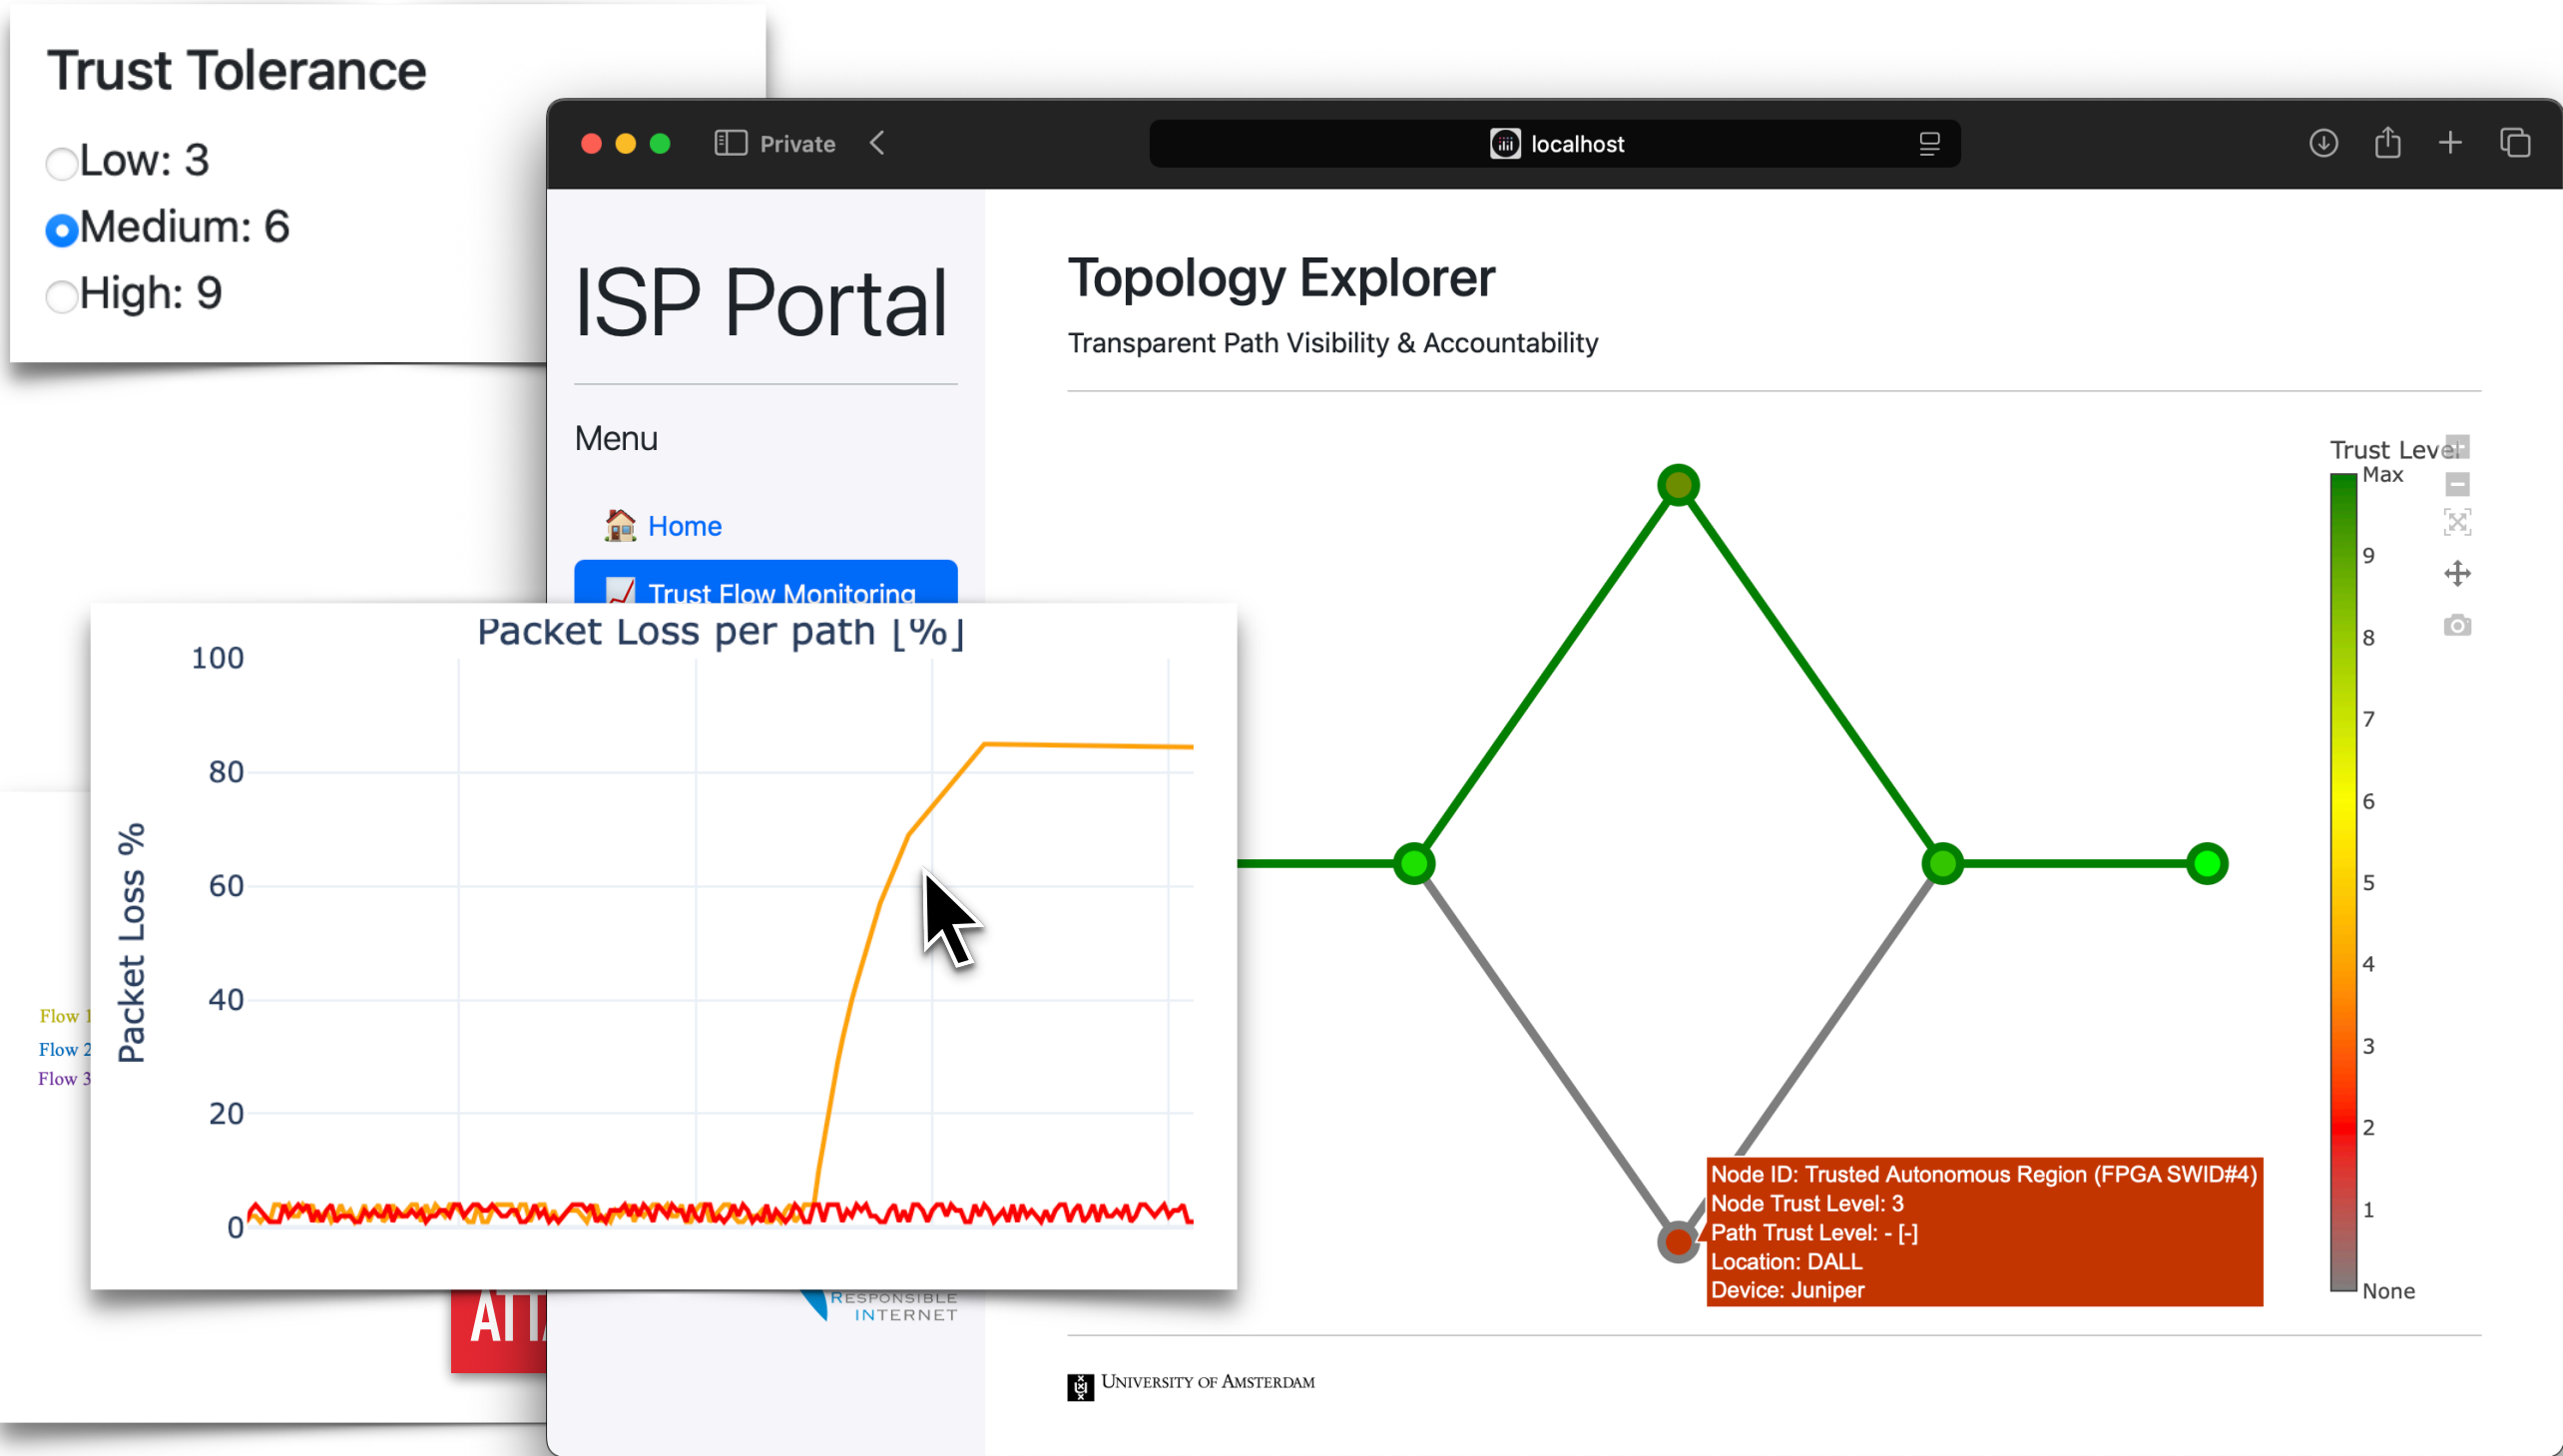 Trust Tolerance
Low: 3
Medium: 6
High: 9
Private
localhost
ISP Portal
Menu
Home
Trust Flow Monitoring
Topology Explorer
Transparent Path Visibility & Accountability
Trust Level
Max
9
8
7
6
5
4
3
2
1
None
Packet Loss per path [%]
Packet Loss %
100
80
60
40
20
0
Flow 1
Flow 2
Flow 3
Node ID: Trusted Autonomous Region (FPGA SWID#4)
Node Trust Level: 3
Path Trust Level: - [-]
Location: DALL
Device: Juniper
RESPONSIBLE
INTERNET
UNIVERSITY OF AMSTERDAM